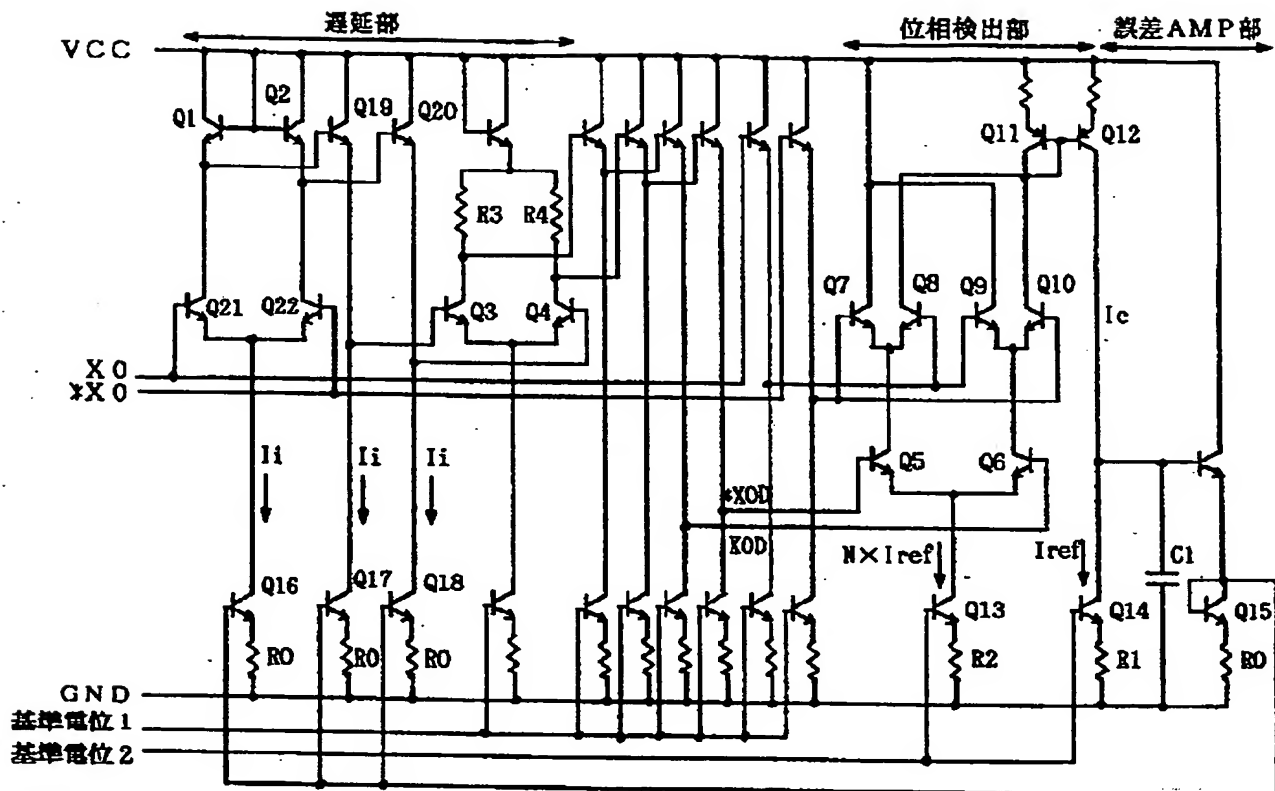 遅延部
位相検出部
誤差AMP部
VCC
Q1
Q2
Q19
Q20
Q11
Q12
R3
R4
Q21
Q22
Q3
Q4
Q7
Q8
Q9
Q10
Ic
X0
*X0
Ii
Ii
Ii
Q5
Q6
*XOD
XOD
N×Iref
Iref
C1
Q16
Q17
Q18
Q13
Q14
Q15
R0
R0
R0
R2
R1
R0
GND
基準電位1
基準電位2